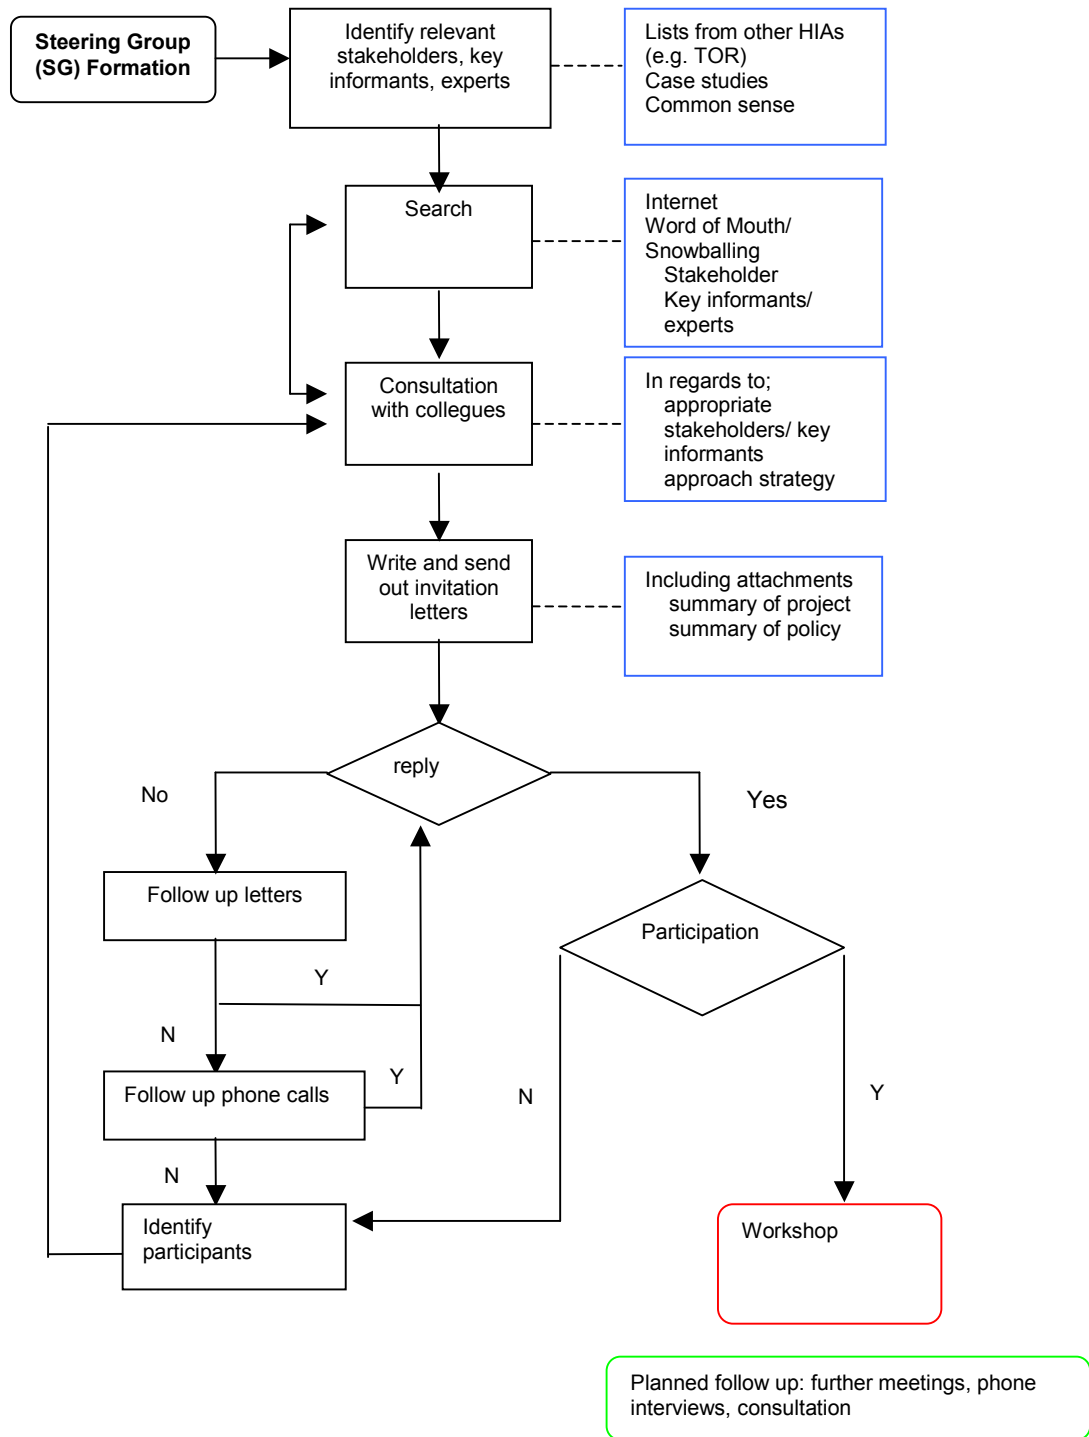 Steering Group
(SG) Formation
Identify relevant
stakeholders, key
informants, experts
Lists from other HIAs
(e.g. TOR)
Case studies
Common sense
Search
Internet
Word of Mouth/
Snowballing
Stakeholder
Key informants/
experts
Consultation
with collegues
In regards to;
appropriate
stakeholders/ key
informants
approach strategy
Write and send
out invitation
letters
Including attachments
summary of project
summary of policy
reply
No
Yes
Follow up letters
Participation
Y
N
Follow up phone calls
Y
N
Y
N
Identify
participants
Workshop
Planned follow up: further meetings, phone
interviews, consultation